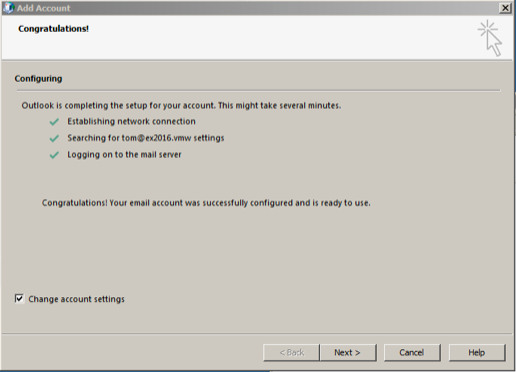 Add Account
Congratulations!
Configuring
Outlook is completing the setup for your account. This might take several minutes.
Establishing network connection
Searching for tom@ex2016.vmw settings
Logging on to the mail server
Congratulations! Your email account was successfully configured and is ready to use.
Change account settings
< Back Next > Cancel Help